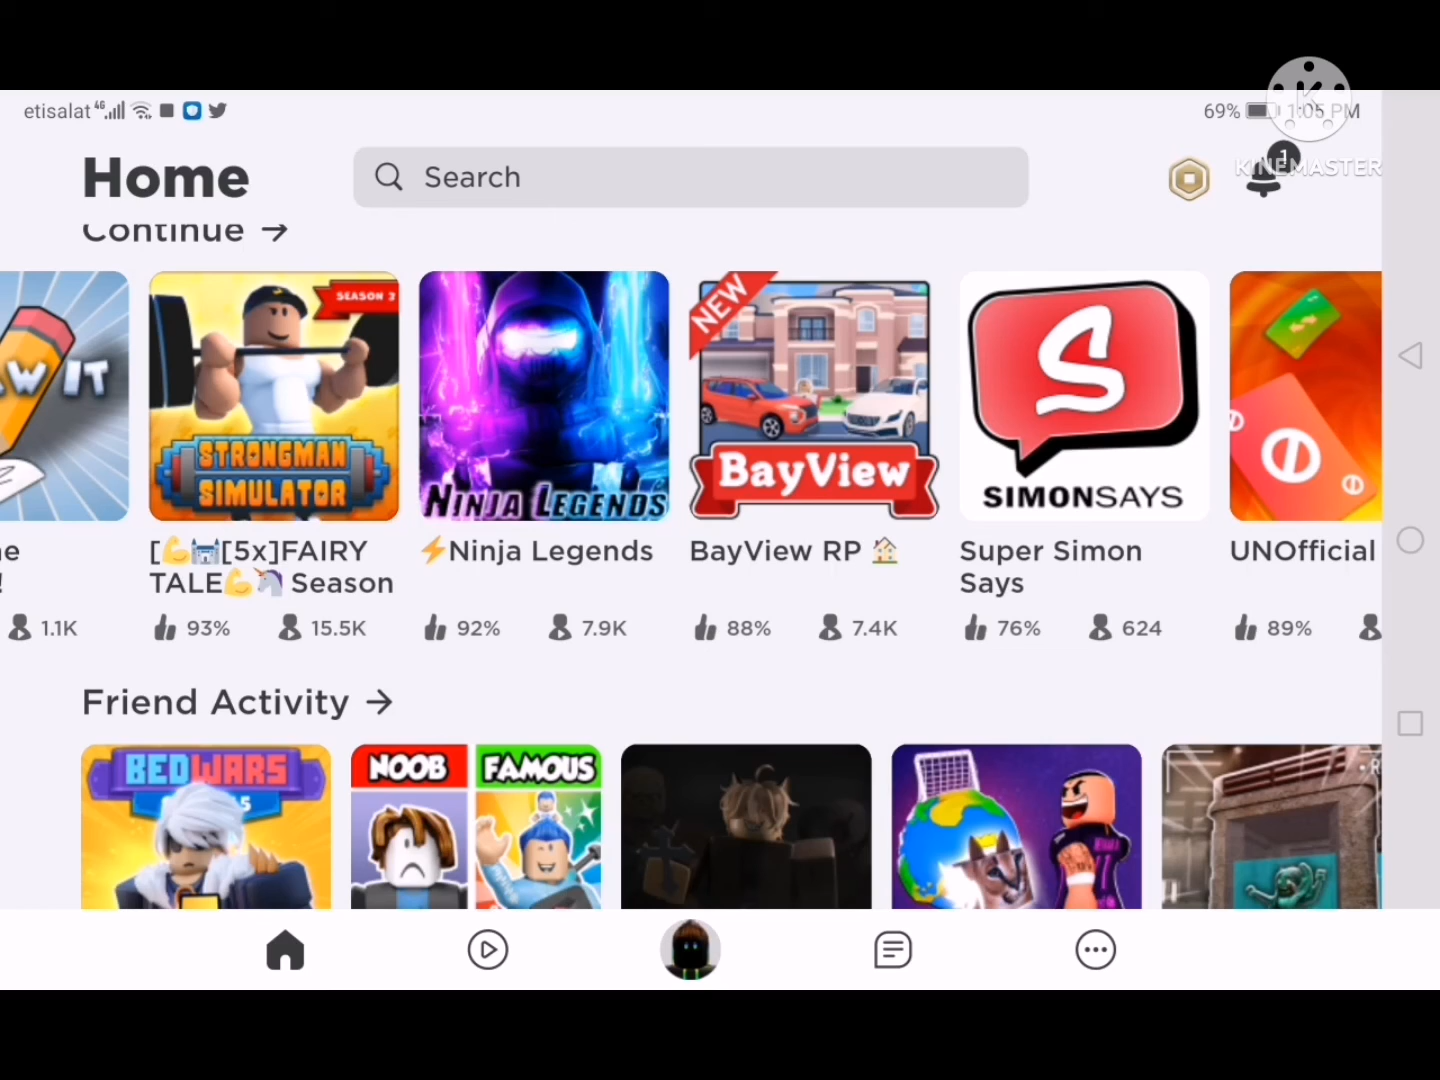 etisalat 4G
69% 1:05 PM
KINEMASTER
Home
Search
1
Continue →
W IT
SEASON
STRONGMAN
SIMULATOR
NINJA LEGENDS
NEW
BayView
S
SIMONSAYS
[💪🏰[5x]FAIRY
TALE💪🦄 Season
⚡Ninja Legends
BayView RP 🏠
Super Simon
Says
UNOfficial
1.1K
93% 15.5K
92% 7.9K
88% 7.4K
76% 624
89%
Friend Activity →
BEDWARS
NOOB FAMOUS